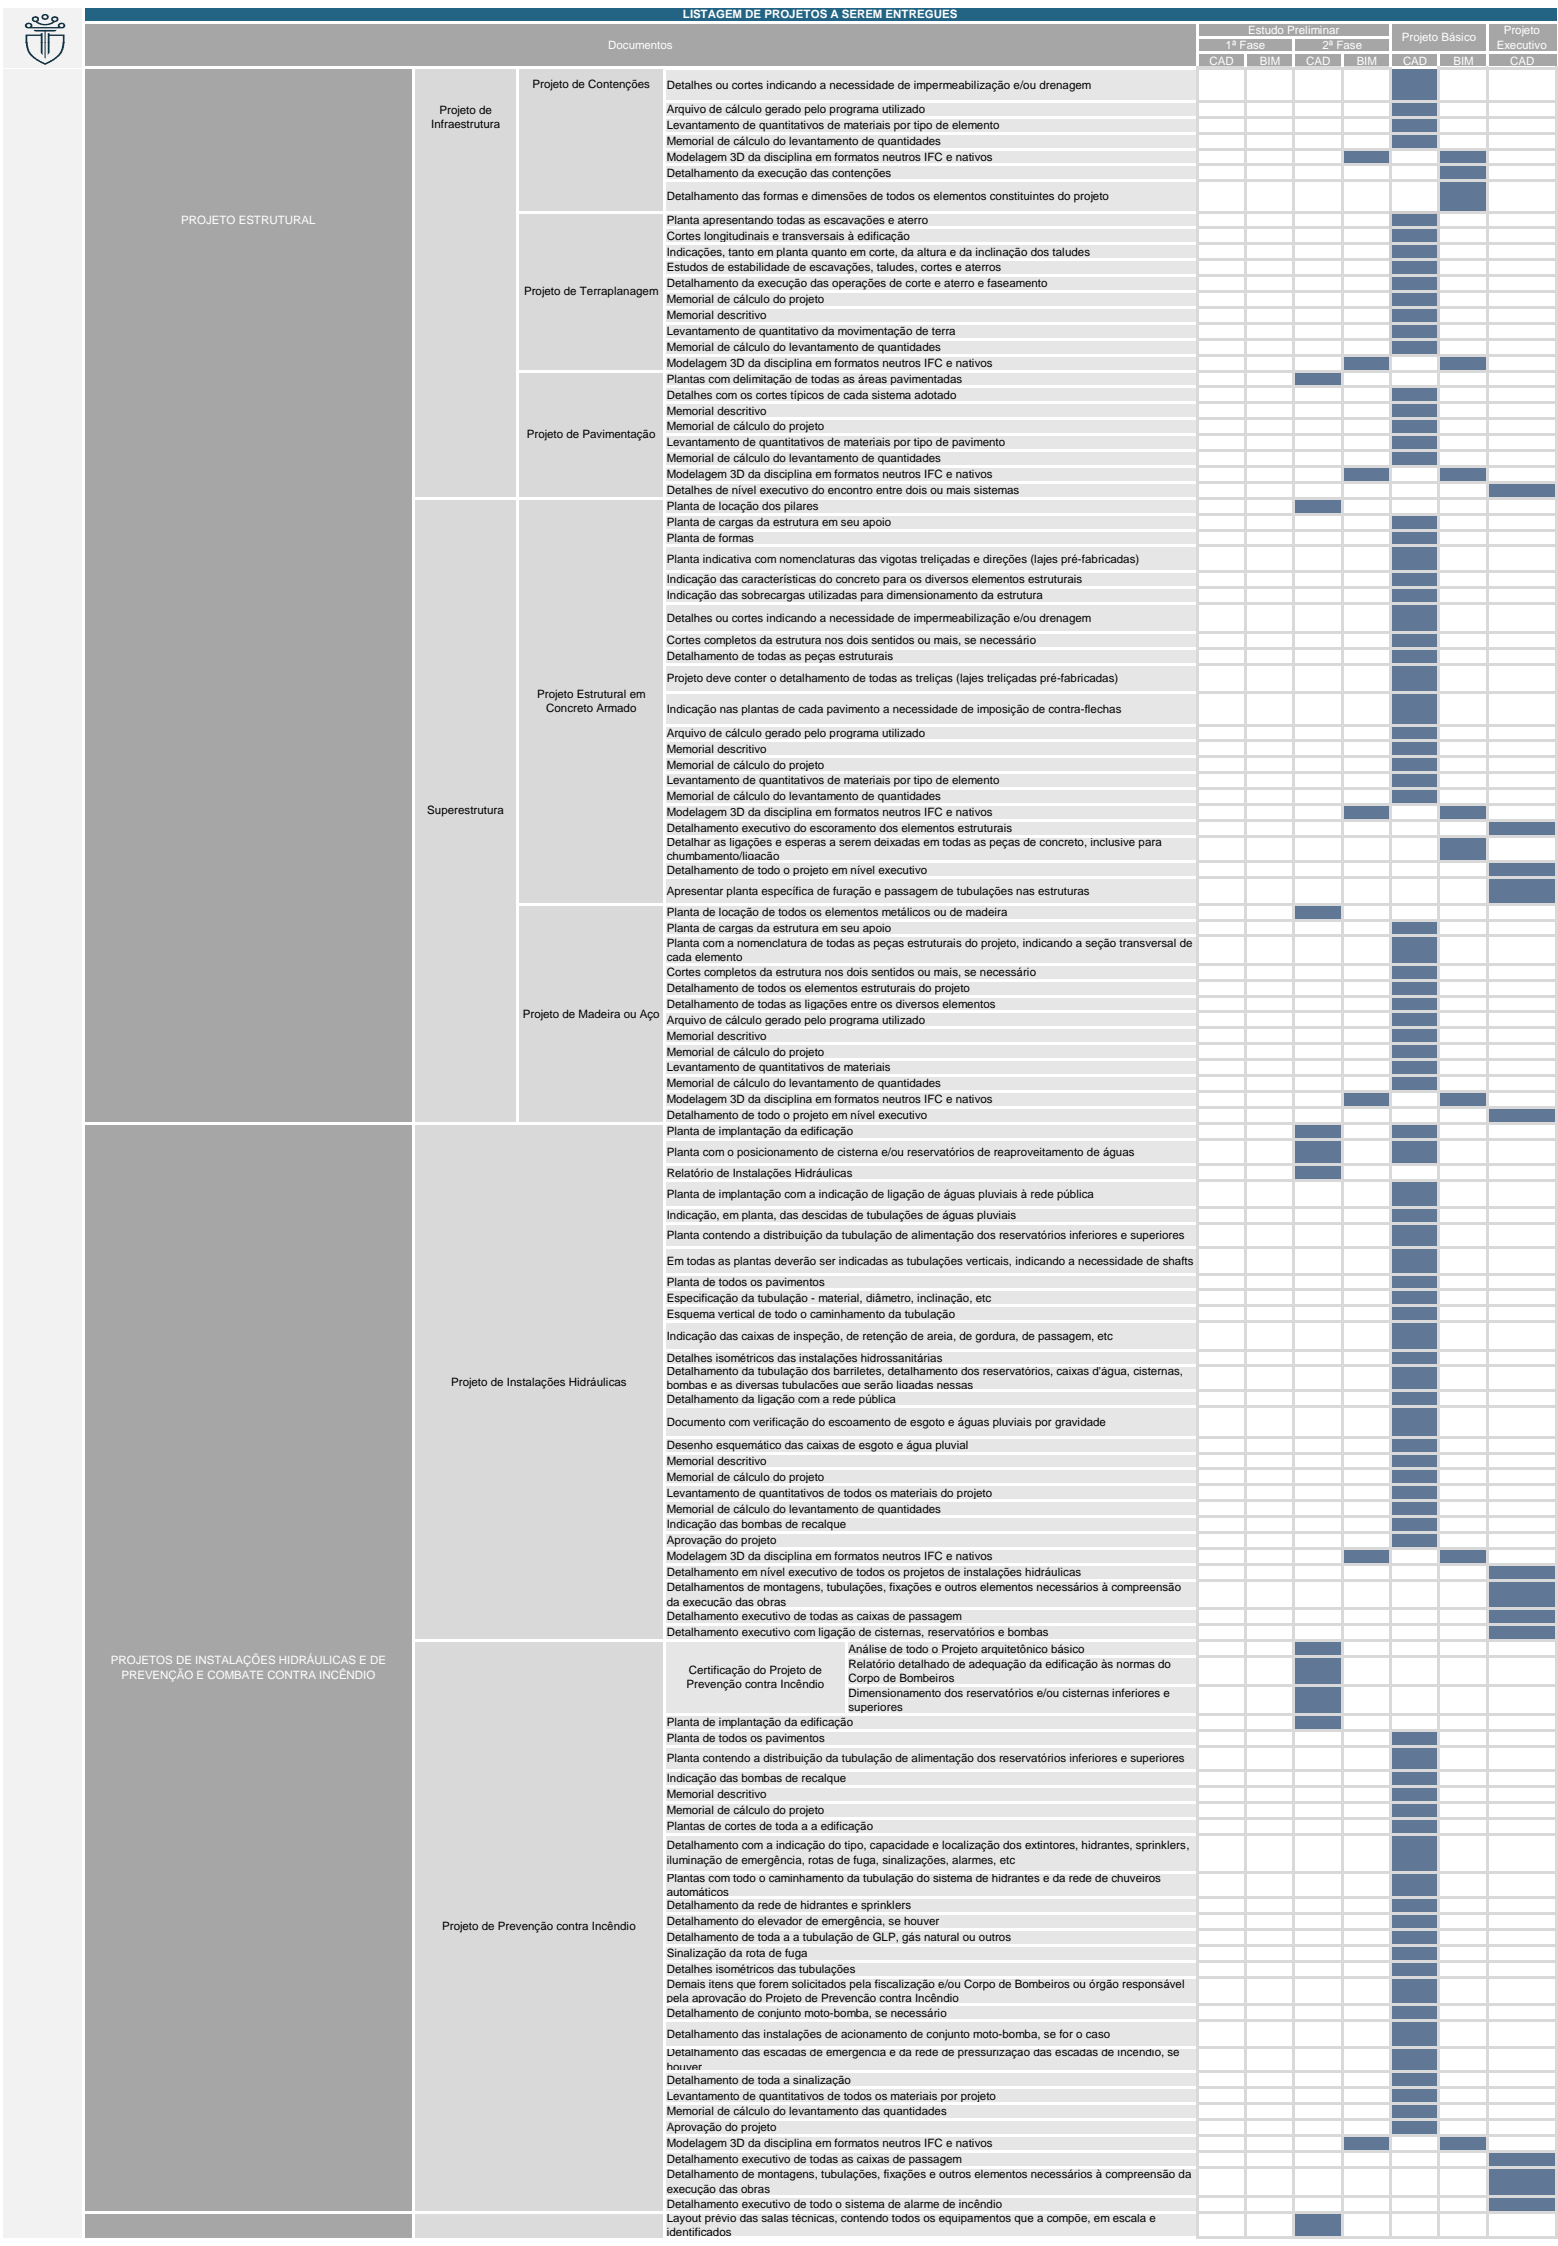 LISTAGEM DE PROJETOS A SEREM ENTREGUES
Documentos
Estudo Preliminar
Projeto Básico
Projeto
Executivo
1ª Fase
2ª Fase
CAD
BIM
CAD
BIM
CAD
BIM
CAD
PROJETO ESTRUTURAL
Projeto de
Infraestrutura
Projeto de Contenções
Detalhes ou cortes indicando a necessidade de impermeabilização e/ou drenagem
Arquivo de cálculo gerado pelo programa utilizado
Levantamento de quantitativos de materiais por tipo de elemento
Memorial de cálculo do levantamento de quantidades
Modelagem 3D da disciplina em formatos neutros IFC e nativos
Detalhamento da execução das contenções
Detalhamento das formas e dimensões de todos os elementos constituintes do projeto
Projeto de Terraplanagem
Planta apresentando todas as escavações e aterro
Cortes longitudinais e transversais à edificação
Indicações, tanto em planta quanto em corte, da altura e da inclinação dos taludes
Estudos de estabilidade de escavações, taludes, cortes e aterros
Detalhamento da execução das operações de corte e aterro e faseamento
Memorial de cálculo do projeto
Memorial descritivo
Levantamento de quantitativo da movimentação de terra
Memorial de cálculo do levantamento de quantidades
Modelagem 3D da disciplina em formatos neutros IFC e nativos
Projeto de Pavimentação
Plantas com delimitação de todas as áreas pavimentadas
Detalhes com os cortes típicos de cada sistema adotado
Memorial descritivo
Memorial de cálculo do projeto
Levantamento de quantitativos de materiais por tipo de pavimento
Memorial de cálculo do levantamento de quantidades
Modelagem 3D da disciplina em formatos neutros IFC e nativos
Detalhes de nível executivo do encontro entre dois ou mais sistemas
Superestrutura
Projeto Estrutural em
Concreto Armado
Planta de locação dos pilares
Planta de cargas da estrutura em seu apoio
Planta de formas
Planta indicativa com nomenclaturas das vigotas treliçadas e direções (lajes pré-fabricadas)
Indicação das características do concreto para os diversos elementos estruturais
Indicação das sobrecargas utilizadas para dimensionamento da estrutura
Detalhes ou cortes indicando a necessidade de impermeabilização e/ou drenagem
Cortes completos da estrutura nos dois sentidos ou mais, se necessário
Detalhamento de todas as peças estruturais
Projeto deve conter o detalhamento de todas as treliças (lajes treliçadas pré-fabricadas)
Indicação nas plantas de cada pavimento a necessidade de imposição de contra-flechas
Arquivo de cálculo gerado pelo programa utilizado
Memorial descritivo
Memorial de cálculo do projeto
Levantamento de quantitativos de materiais por tipo de elemento
Memorial de cálculo do levantamento de quantidades
Modelagem 3D da disciplina em formatos neutros IFC e nativos
Detalhamento executivo do escoramento dos elementos estruturais
Detalhar as ligações e esperas a serem deixadas em todas as peças de concreto, inclusive para
chumbamento/ligação
Detalhamento de todo o projeto em nível executivo
Apresentar planta específica de furação e passagem de tubulações nas estruturas
Projeto de Madeira ou Aço
Planta de locação de todos os elementos metálicos ou de madeira
Planta de cargas da estrutura em seu apoio
Planta com a nomenclatura de todas as peças estruturais do projeto, indicando a seção transversal de
cada elemento
Cortes completos da estrutura nos dois sentidos ou mais, se necessário
Detalhamento de todos os elementos estruturais do projeto
Detalhamento de todas as ligações entre os diversos elementos
Arquivo de cálculo gerado pelo programa utilizado
Memorial descritivo
Memorial de cálculo do projeto
Levantamento de quantitativos de materiais
Memorial de cálculo do levantamento de quantidades
Modelagem 3D da disciplina em formatos neutros IFC e nativos
Detalhamento de todo o projeto em nível executivo
PROJETOS DE INSTALAÇÕES HIDRÁULICAS E DE
PREVENÇÃO E COMBATE CONTRA INCÊNDIO
Projeto de Instalações Hidráulicas
Planta de implantação da edificação
Planta com o posicionamento de cisterna e/ou reservatórios de reaproveitamento de águas
Relatório de Instalações Hidráulicas
Planta de implantação com a indicação de ligação de águas pluviais à rede pública
Indicação, em planta, das descidas de tubulações de águas pluviais
Planta contendo a distribuição da tubulação de alimentação dos reservatórios inferiores e superiores
Em todas as plantas deverão ser indicadas as tubulações verticais, indicando a necessidade de shafts
Planta de todos os pavimentos
Especificação da tubulação - material, diâmetro, inclinação, etc
Esquema vertical de todo o caminhamento da tubulação
Indicação das caixas de inspeção, de retenção de areia, de gordura, de passagem, etc
Detalhes isométricos das instalações hidrossanitárias
Detalhamento da tubulação dos barriletes, detalhamento dos reservatórios, caixas d'água, cisternas,
bombas e as diversas tubulações que serão ligadas nessas
Detalhamento da ligação com a rede pública
Documento com verificação do escoamento de esgoto e águas pluviais por gravidade
Desenho esquemático das caixas de esgoto e água pluvial
Memorial descritivo
Memorial de cálculo do projeto
Levantamento de quantitativos de todos os materiais do projeto
Memorial de cálculo do levantamento de quantidades
Indicação das bombas de recalque
Aprovação do projeto
Modelagem 3D da disciplina em formatos neutros IFC e nativos
Detalhamento em nível executivo de todos os projetos de instalações hidráulicas
Detalhamentos de montagens, tubulações, fixações e outros elementos necessários à compreensão
da execução das obras
Detalhamento executivo de todas as caixas de passagem
Detalhamento executivo com ligação de cisternas, reservatórios e bombas
Projeto de Prevenção contra Incêndio
Certificação do Projeto de
Prevenção contra Incêndio
Análise de todo o Projeto arquitetônico básico
Relatório detalhado de adequação da edificação às normas do
Corpo de Bombeiros
Dimensionamento dos reservatórios e/ou cisternas inferiores e
superiores
Planta de implantação da edificação
Planta de todos os pavimentos
Planta contendo a distribuição da tubulação de alimentação dos reservatórios inferiores e superiores
Indicação das bombas de recalque
Memorial descritivo
Memorial de cálculo do projeto
Plantas de cortes de toda a a edificação
Detalhamento com a indicação do tipo, capacidade e localização dos extintores, hidrantes, sprinklers,
iluminação de emergência, rotas de fuga, sinalizações, alarmes, etc
Plantas com todo o caminhamento da tubulação do sistema de hidrantes e da rede de chuveiros
automáticos
Detalhamento da rede de hidrantes e sprinklers
Detalhamento do elevador de emergência, se houver
Detalhamento de toda a a tubulação de GLP, gás natural ou outros
Sinalização da rota de fuga
Detalhes isométricos das tubulações
Demais itens que forem solicitados pela fiscalização e/ou Corpo de Bombeiros ou órgão responsável
pela aprovação do Projeto de Prevenção contra Incêndio
Detalhamento de conjunto moto-bomba, se necessário
Detalhamento das instalações de acionamento de conjunto moto-bomba, se for o caso
Detalhamento das escadas de emergência e da rede de pressurização das escadas de incêndio, se
houver
Detalhamento de toda a sinalização
Levantamento de quantitativos de todos os materiais por projeto
Memorial de cálculo do levantamento das quantidades
Aprovação do projeto
Modelagem 3D da disciplina em formatos neutros IFC e nativos
Detalhamento executivo de todas as caixas de passagem
Detalhamento de montagens, tubulações, fixações e outros elementos necessários à compreensão da
execução das obras
Detalhamento executivo de todo o sistema de alarme de incêndio
Layout prévio das salas técnicas, contendo todos os equipamentos que a compõe, em escala e
identificados